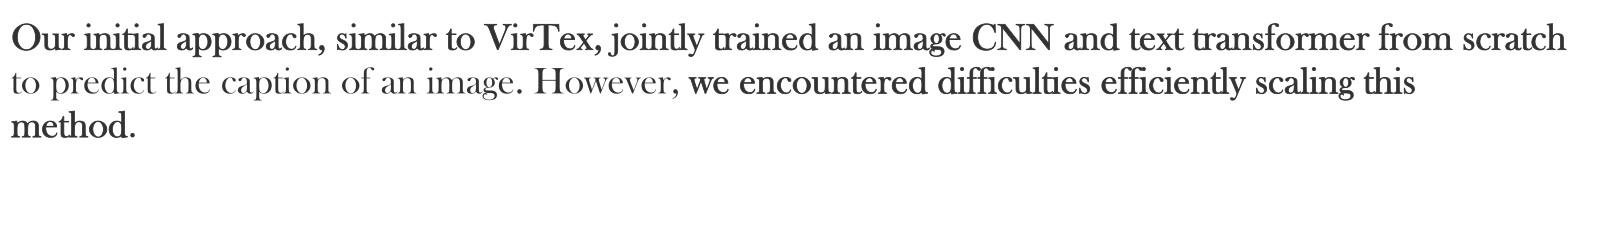 Our initial approach, similar to VirTex, jointly trained an image CNN and text transformer from scratch
to predict the caption of an image. However, we encountered difficulties efficiently scaling this
method.